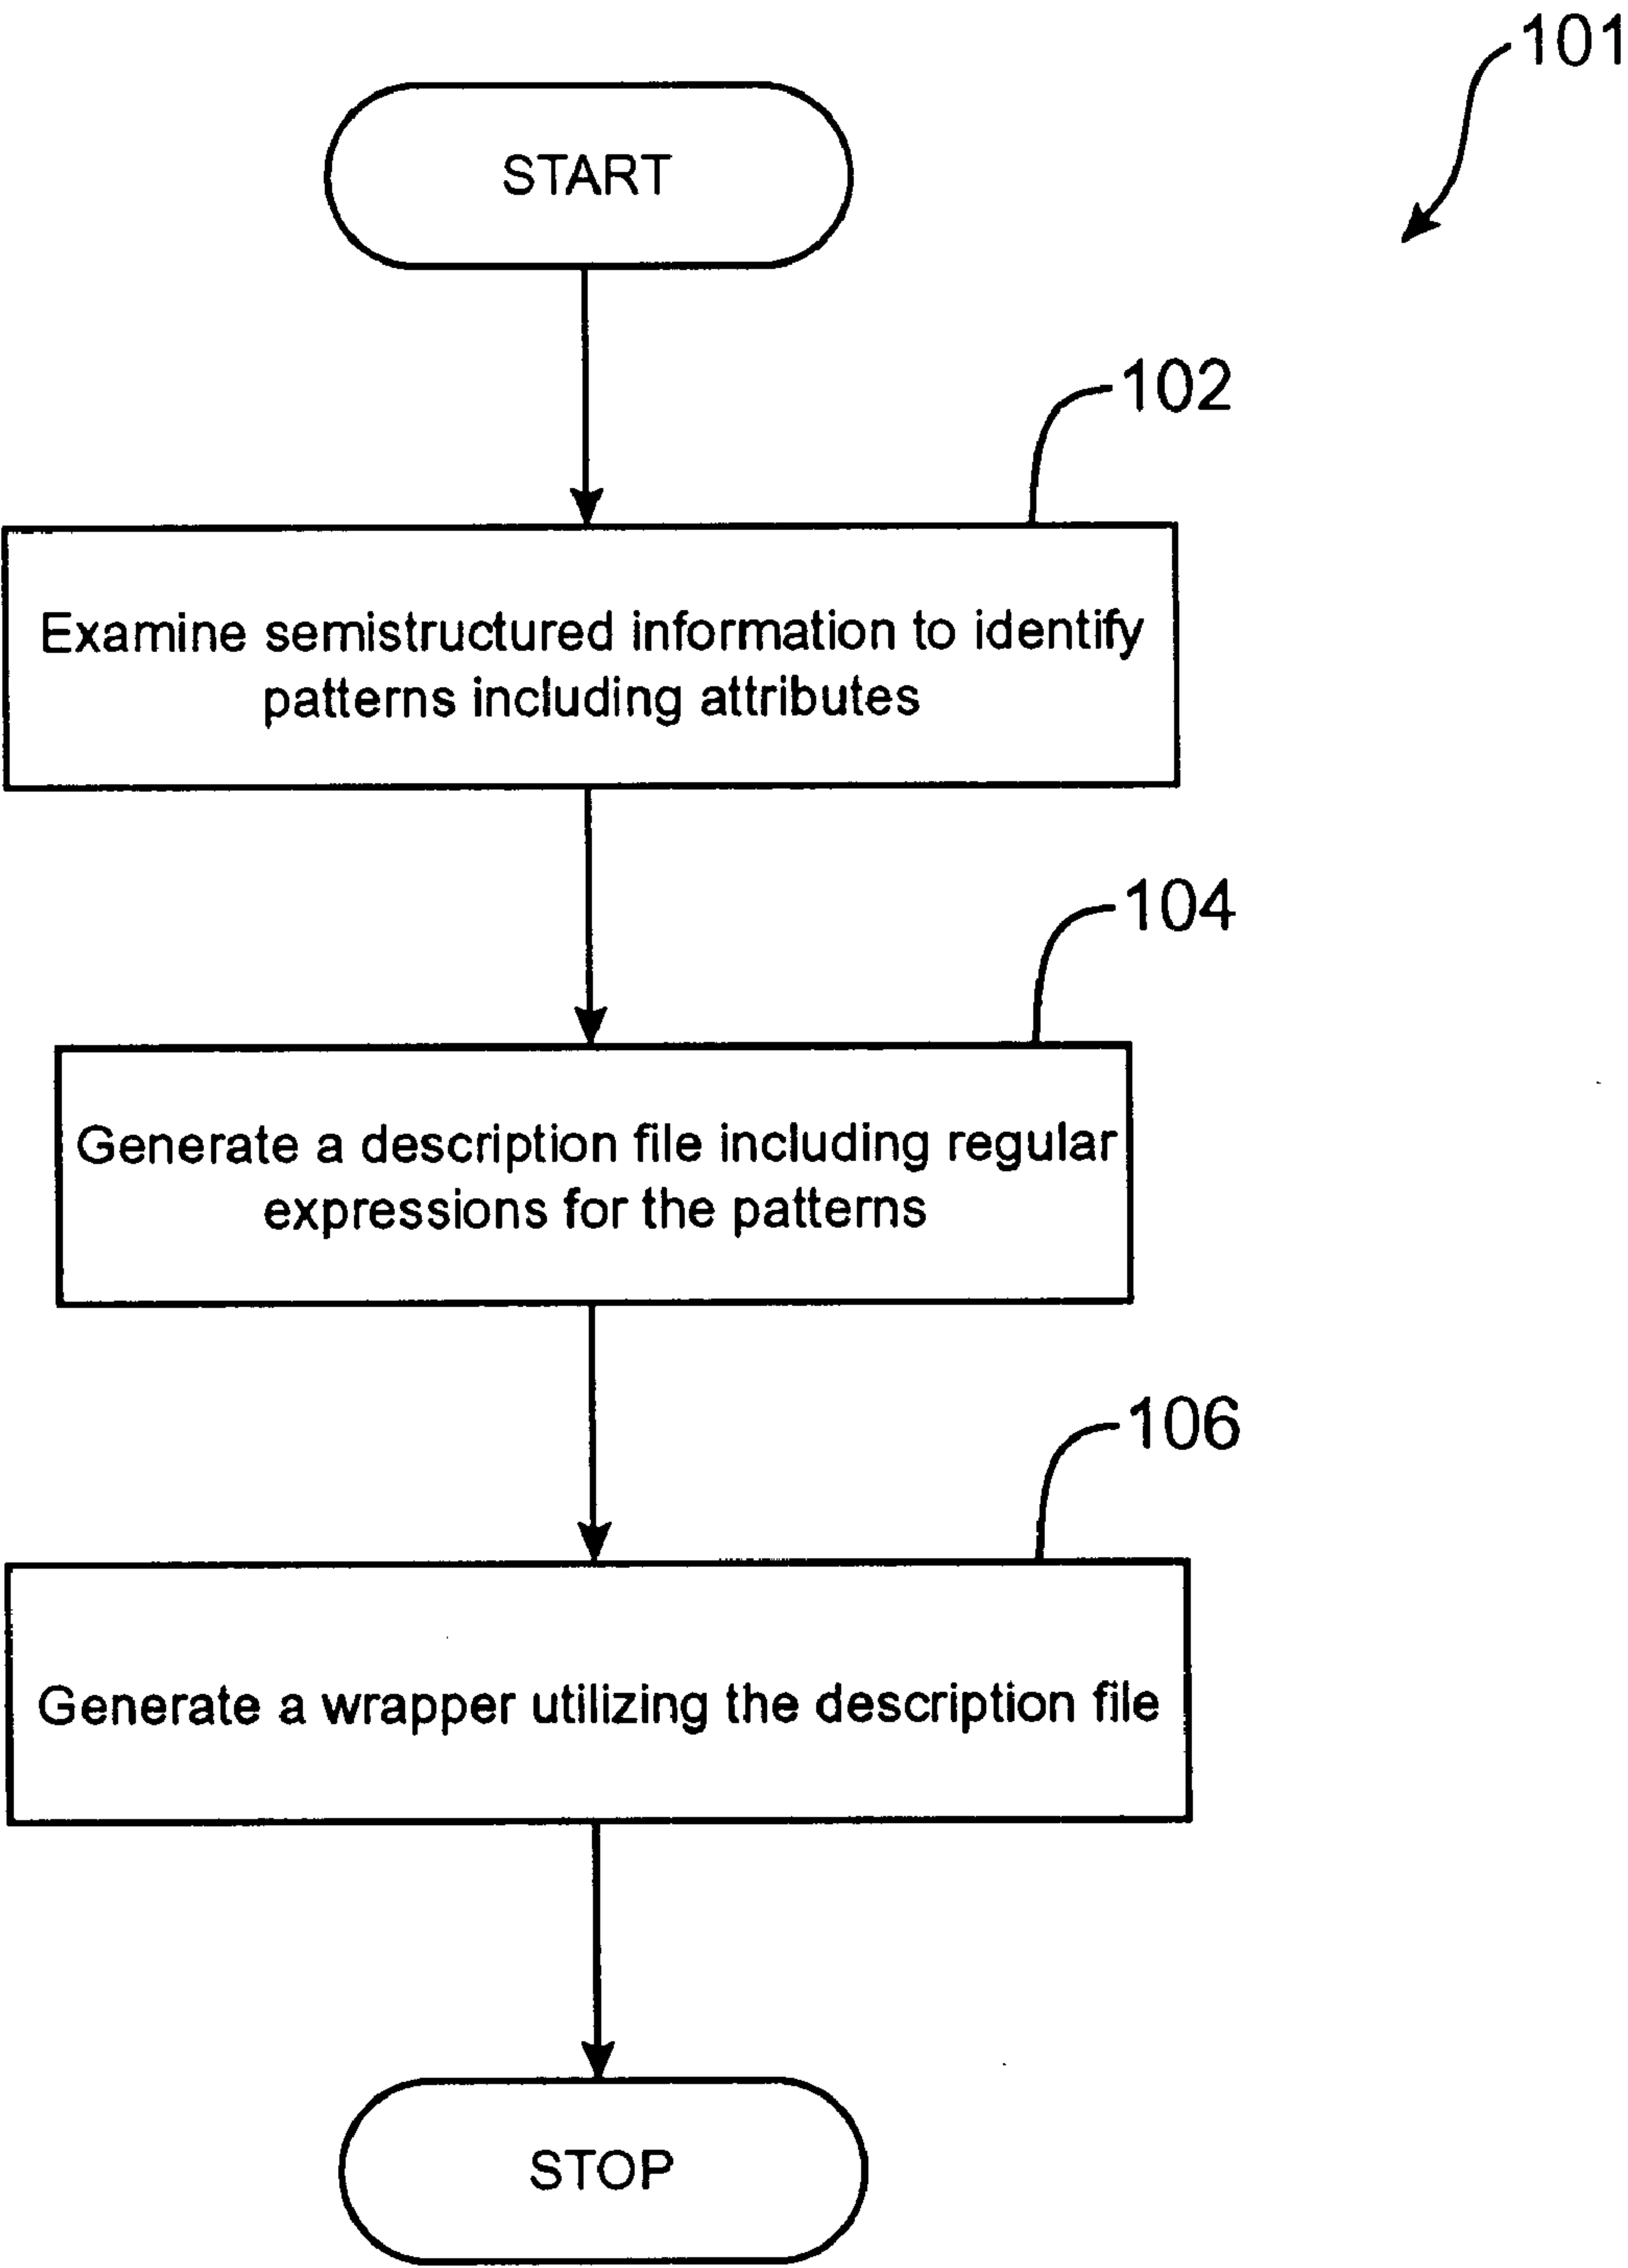 101
START
102
Examine semistructured information to identify
patterns including attributes
104
Generate a description file including regular
expressions for the patterns
106
Generate a wrapper utilizing the description file
STOP